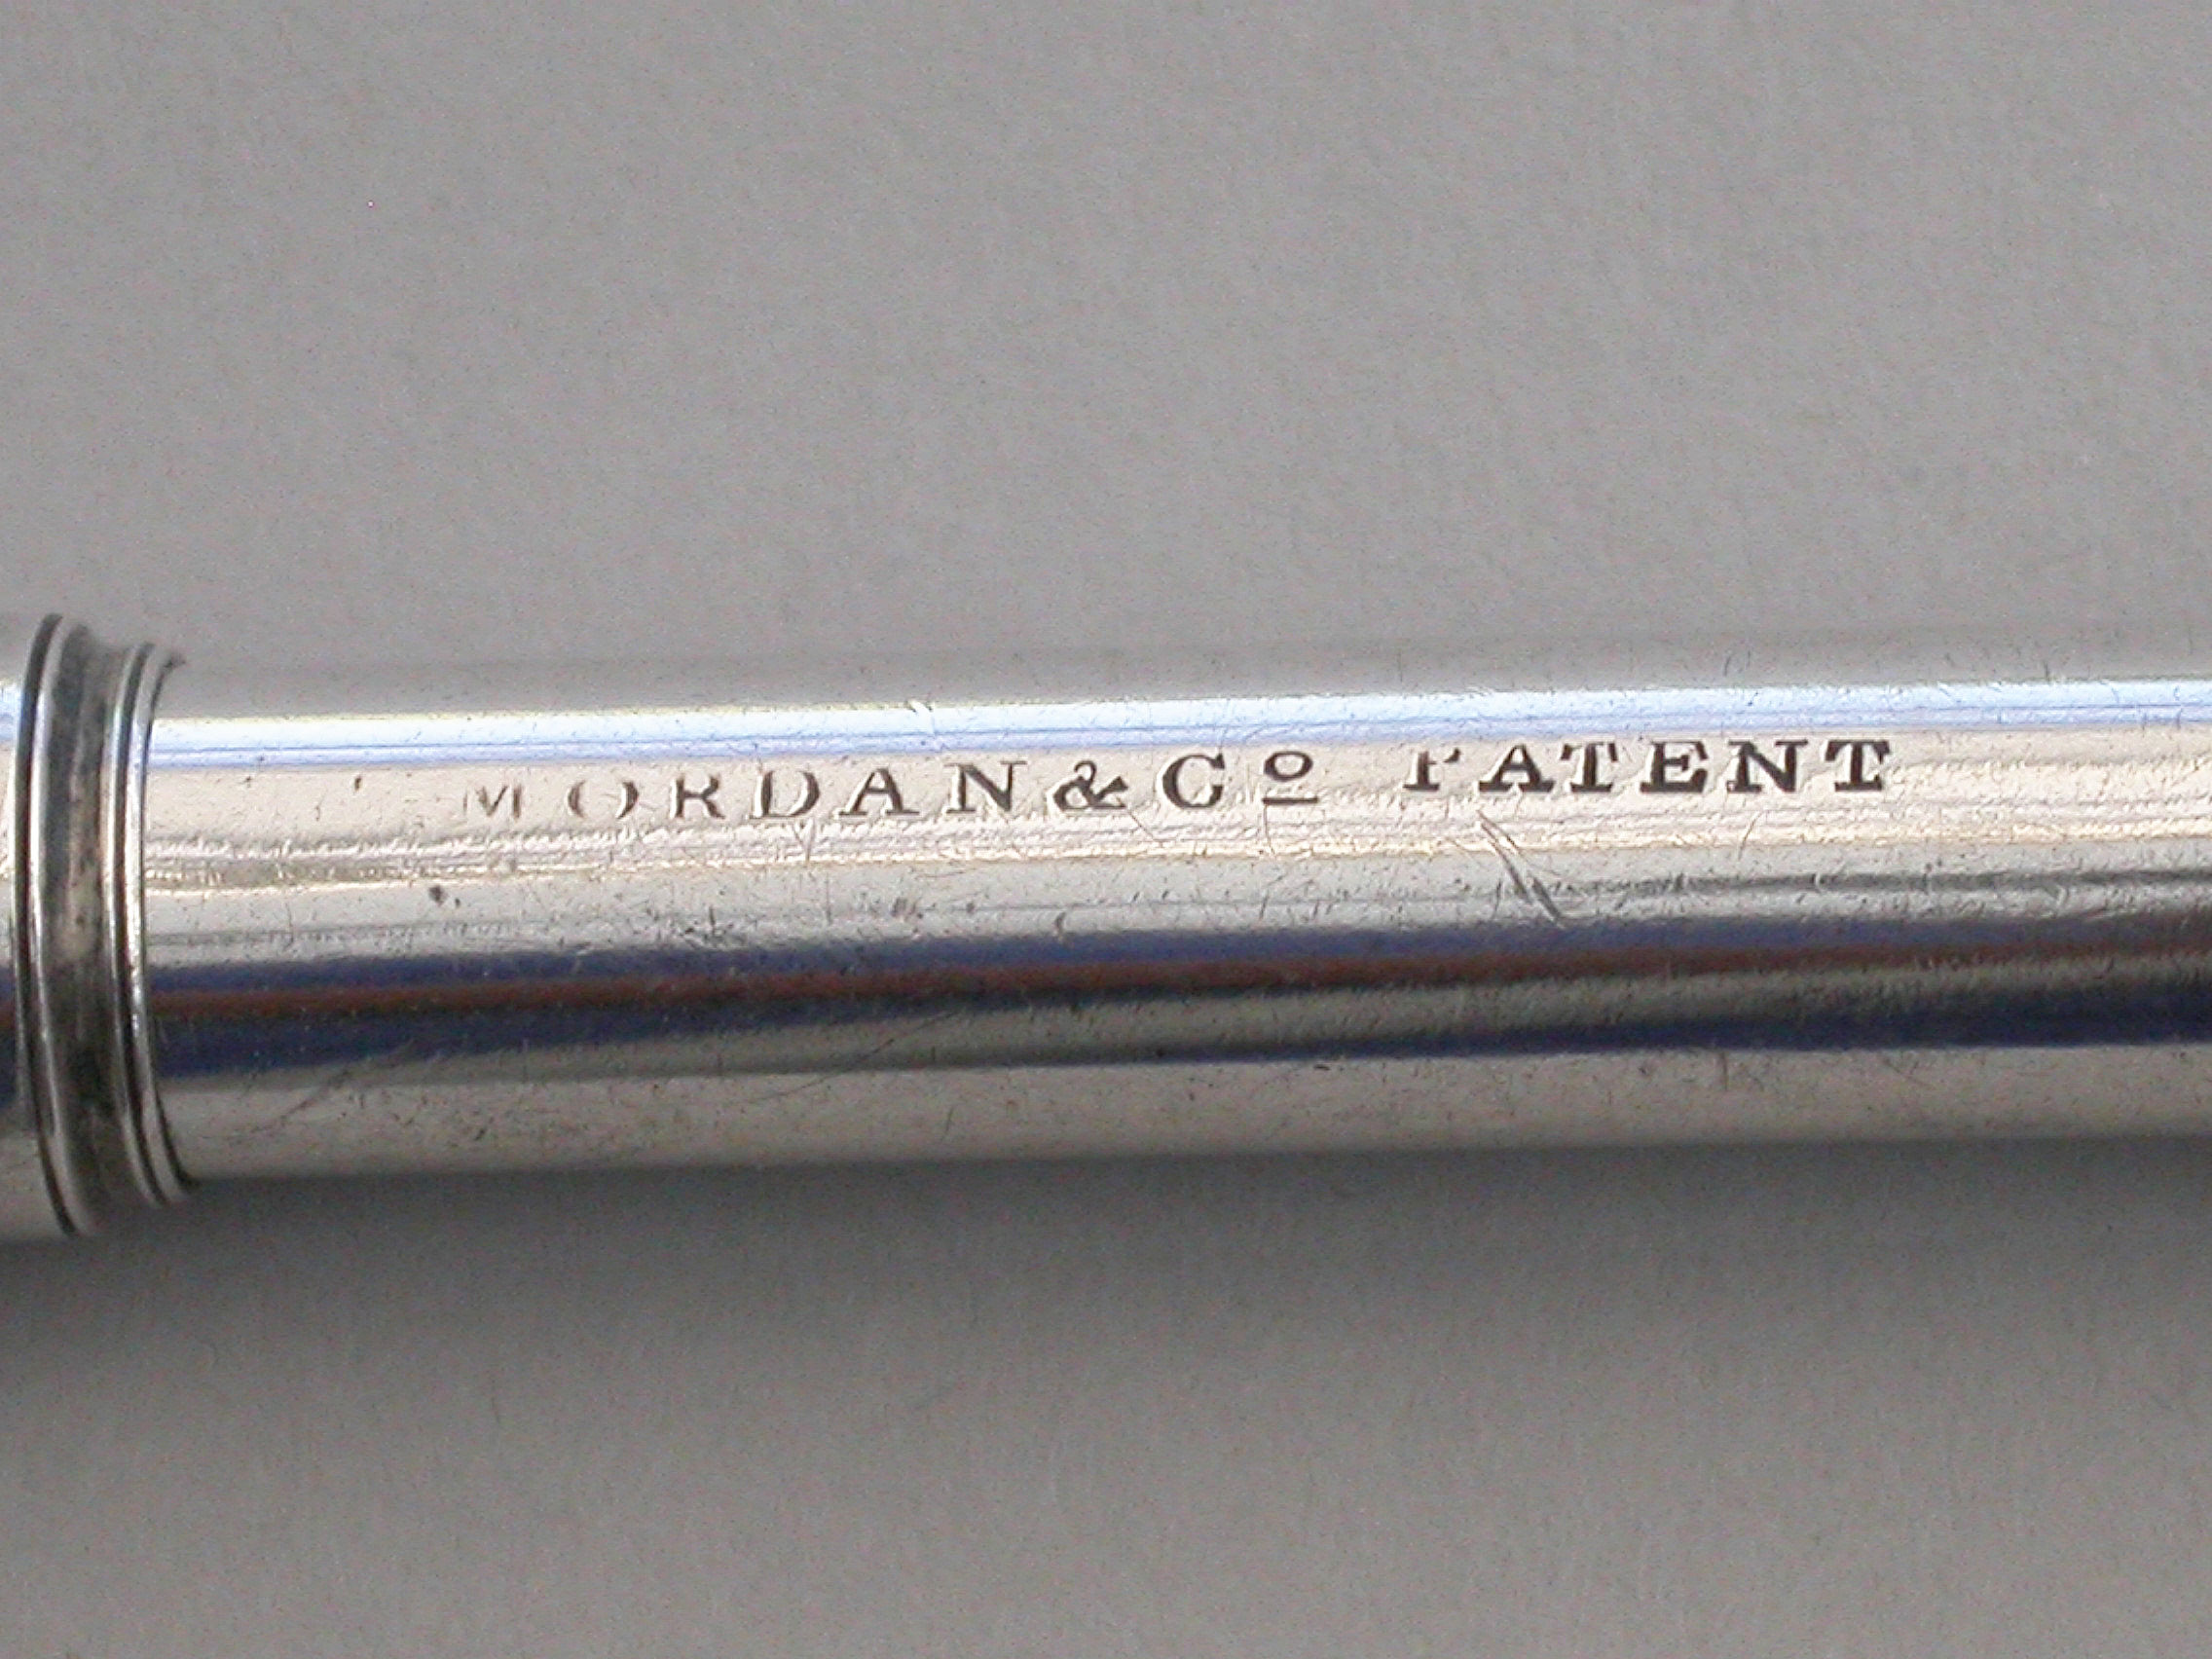 MORDAN & Cº PATENT